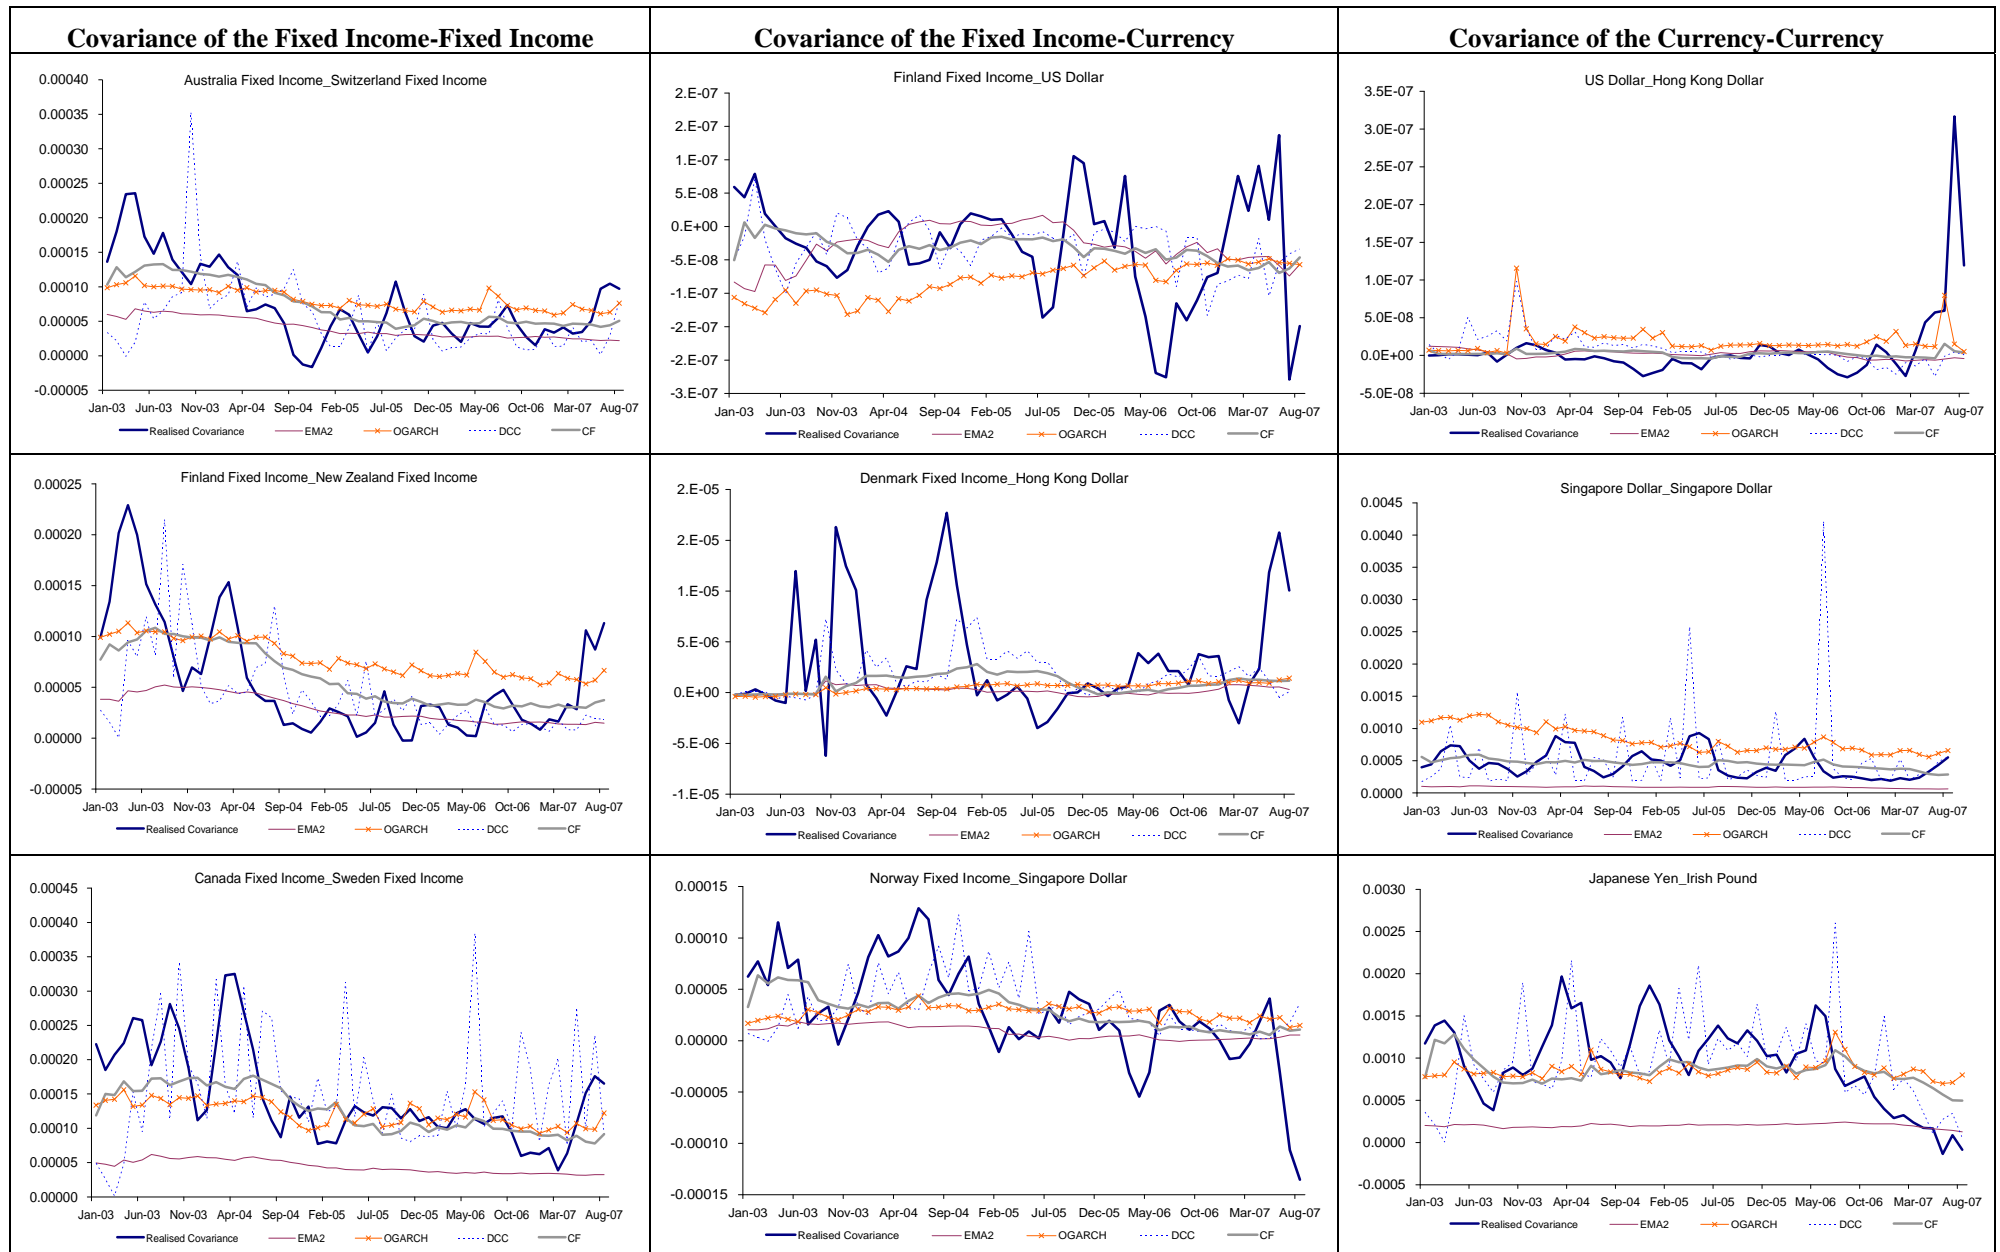 Covariance of the Fixed Income-Fixed Income
Covariance of the Fixed Income-Currency
Covariance of the Currency-Currency
Australia Fixed Income_Switzerland Fixed Income
0.00040
0.00035
0.00030
0.00025
0.00020
0.00015
0.00010
0.00005
0.00000
-0.00005
Jan-03 Jun-03 Nov-03 Apr-04 Sep-04 Feb-05 Jul-05 Dec-05 May-06 Oct-06 Mar-07 Aug-07
Realised Covariance EMA2 OGARCH DCC CF
Finland Fixed Income_US Dollar
2.E-07
2.E-07
1.E-07
5.E-08
0.E+00
-5.E-08
-1.E-07
-2.E-07
-2.E-07
-3.E-07
Jan-03 Jun-03 Nov-03 Apr-04 Sep-04 Feb-05 Jul-05 Dec-05 May-06 Oct-06 Mar-07 Aug-07
Realised Covariance EMA2 OGARCH DCC CF
US Dollar_Hong Kong Dollar
3.5E-07
3.0E-07
2.5E-07
2.0E-07
1.5E-07
1.0E-07
5.0E-08
0.0E+00
-5.0E-08
Jan-03 Jun-03 Nov-03 Apr-04 Sep-04 Feb-05 Jul-05 Dec-05 May-06 Oct-06 Mar-07 Aug-07
Realised Covariance EMA2 OGARCH DCC CF
Finland Fixed Income_New Zealand Fixed Income
0.00025
0.00020
0.00015
0.00010
0.00005
0.00000
-0.00005
Jan-03 Jun-03 Nov-03 Apr-04 Sep-04 Feb-05 Jul-05 Dec-05 May-06 Oct-06 Mar-07 Aug-07
Realised Covariance EMA2 OGARCH DCC CF
Denmark Fixed Income_Hong Kong Dollar
2.E-05
2.E-05
1.E-05
5.E-06
0.E+00
-5.E-06
-1.E-05
Jan-03 Jun-03 Nov-03 Apr-04 Sep-04 Feb-05 Jul-05 Dec-05 May-06 Oct-06 Mar-07 Aug-07
Realised Covariance EMA2 OGARCH DCC CF
Singapore Dollar_Singapore Dollar
0.0045
0.0040
0.0035
0.0030
0.0025
0.0020
0.0015
0.0010
0.0005
0.0000
Jan-03 Jun-03 Nov-03 Apr-04 Sep-04 Feb-05 Jul-05 Dec-05 May-06 Oct-06 Mar-07 Aug-07
Realised Covariance EMA2 OGARCH DCC CF
Canada Fixed Income_Sweden Fixed Income
0.00045
0.00040
0.00035
0.00030
0.00025
0.00020
0.00015
0.00010
0.00005
0.00000
Jan-03 Jun-03 Nov-03 Apr-04 Sep-04 Feb-05 Jul-05 Dec-05 May-06 Oct-06 Mar-07 Aug-07
Realised Covariance EMA2 OGARCH DCC CF
Norway Fixed Income_Singapore Dollar
0.00015
0.00010
0.00005
0.00000
-0.00005
-0.00010
-0.00015
Jan-03 Jun-03 Nov-03 Apr-04 Sep-04 Feb-05 Jul-05 Dec-05 May-06 Oct-06 Mar-07 Aug-07
Realised Covariance EMA2 OGARCH DCC CF
Japanese Yen_Irish Pound
0.0030
0.0025
0.0020
0.0015
0.0010
0.0005
0.0000
-0.0005
Jan-03 Jun-03 Nov-03 Apr-04 Sep-04 Feb-05 Jul-05 Dec-05 May-06 Oct-06 Mar-07 Aug-07
Realised Covariance EMA2 OGARCH DCC CF